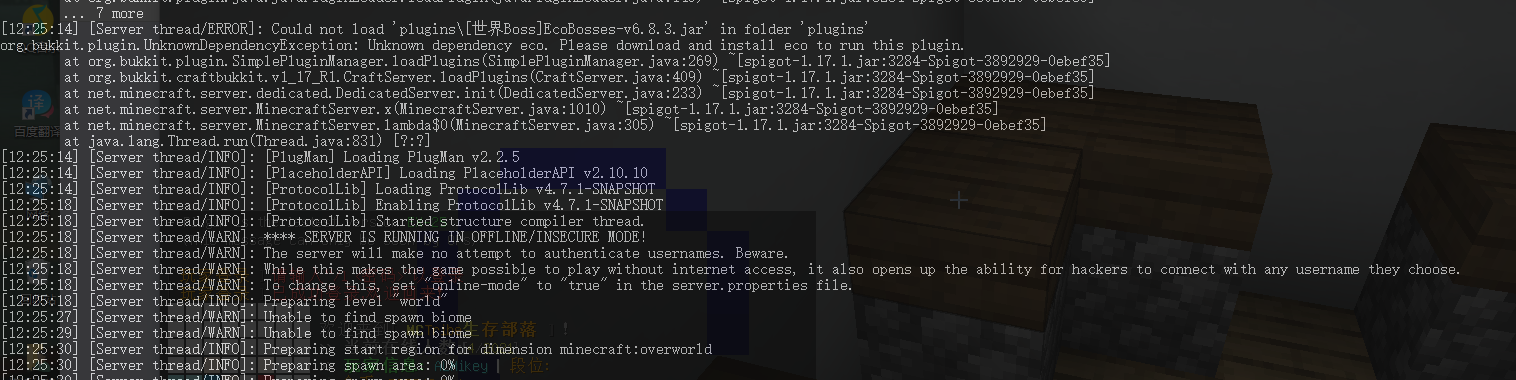 ... 7 more
[12:25:14] [Server thread/ERROR]: Could not load 'plugins\[世界Boss]EcoBosses-v6.8.3.jar' in folder 'plugins'
org.bukkit.plugin.UnknownDependencyException: Unknown dependency eco. Please download and install eco to run this plugin.
at org.bukkit.plugin.SimplePluginManager.loadPlugins(SimplePluginManager.java:269) ~[spigot-1.17.1.jar:3284-Spigot-3892929-0ebef35]
at org.bukkit.craftbukkit.v1_17_R1.CraftServer.loadPlugins(CraftServer.java:409) ~[spigot-1.17.1.jar:3284-Spigot-3892929-0ebef35]
at net.minecraft.server.dedicated.DedicatedServer.init(DedicatedServer.java:233) ~[spigot-1.17.1.jar:3284-Spigot-3892929-0ebef35]
at net.minecraft.server.MinecraftServer.x(MinecraftServer.java:1010) ~[spigot-1.17.1.jar:3284-Spigot-3892929-0ebef35]
at net.minecraft.server.MinecraftServer.lambda$0(MinecraftServer.java:305) ~[spigot-1.17.1.jar:3284-Spigot-3892929-0ebef35]
at java.lang.Thread.run(Thread.java:831) [?:?]
[12:25:14] [Server thread/INFO]: [PlugMan] Loading PlugMan v2.2.5
[12:25:14] [Server thread/INFO]: [PlaceholderAPI] Loading PlaceholderAPI v2.10.10
[12:25:14] [Server thread/INFO]: [ProtocolLib] Loading ProtocolLib v4.7.1-SNAPSHOT
[12:25:18] [Server thread/INFO]: [ProtocolLib] Enabling ProtocolLib v4.7.1-SNAPSHOT
[12:25:18] [Server thread/INFO]: [ProtocolLib] Started structure compiler thread.
[12:25:18] [Server thread/WARN]: **** SERVER IS RUNNING IN OFFLINE/INSECURE MODE!
[12:25:18] [Server thread/WARN]: The server will make no attempt to authenticate usernames. Beware.
[12:25:18] [Server thread/WARN]: While this makes the game possible to play without internet access, it also opens up the ability for hackers to connect with any username they choose.
[12:25:18] [Server thread/WARN]: To change this, set "online-mode" to "true" in the server.properties file.
[12:25:18] [Server thread/INFO]: Preparing level "world"
[12:25:27] [Server thread/WARN]: Unable to find spawn biome
[12:25:29] [Server thread/WARN]: Unable to find spawn biome
[12:25:30] [Server thread/INFO]: Preparing start region for dimension minecraft:overworld
[12:25:30] [Server thread/INFO]: Preparing spawn area: 0%
百度翻译
生存部落 !
| 段位: